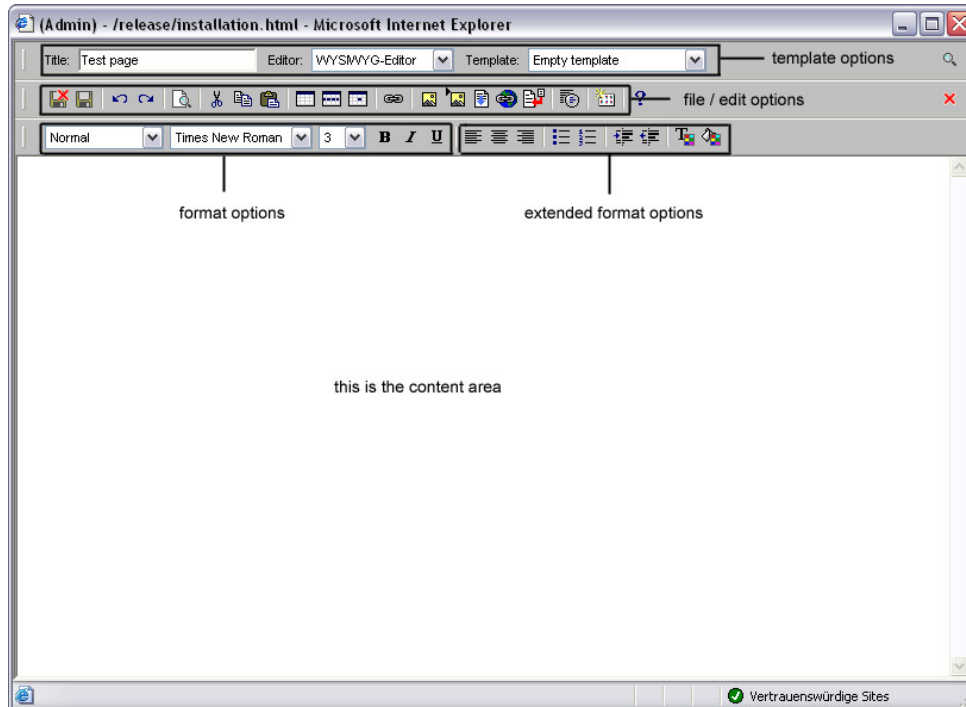 (Admin) - /release/installation.html - Microsoft Internet Explorer
Title: Test page Editor: WYSIWYG-Editor Template: Empty template template options
file / edit options
Normal Times New Roman 3 B I U
format options extended format options
this is the content area
Vertrauenswürdige Sites